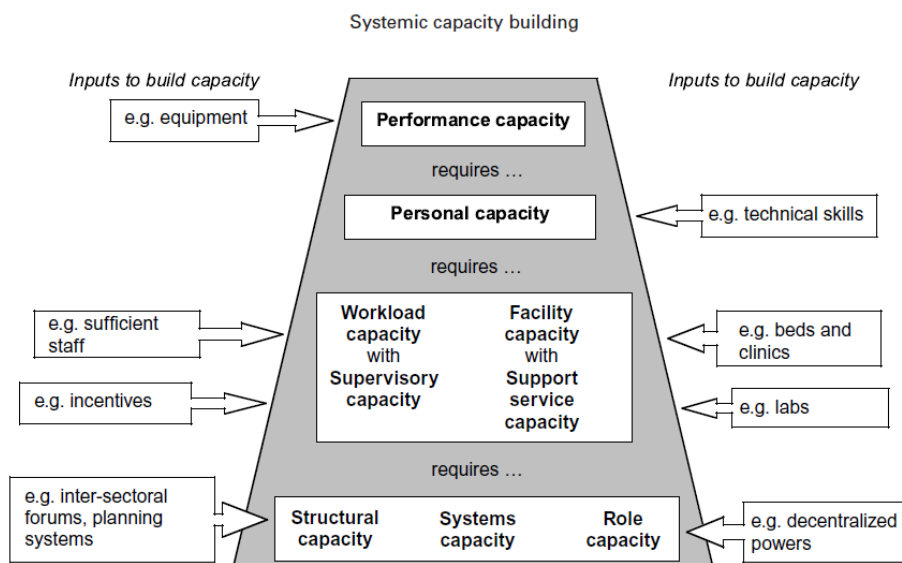 Systemic capacity building
Inputs to build capacity
Inputs to build capacity
e.g. equipment
Performance capacity
requires ...
Personal capacity
e.g. technical skills
requires ...
e.g. sufficient
staff
Workload
capacity
with
Supervisory
capacity
Facility
capacity
with
Support
service
capacity
e.g. beds and
clinics
e.g. incentives
e.g. labs
requires ...
e.g. inter-sectoral
forums, planning
systems
Structural
capacity
Systems
capacity
Role
capacity
e.g. decentralized
powers